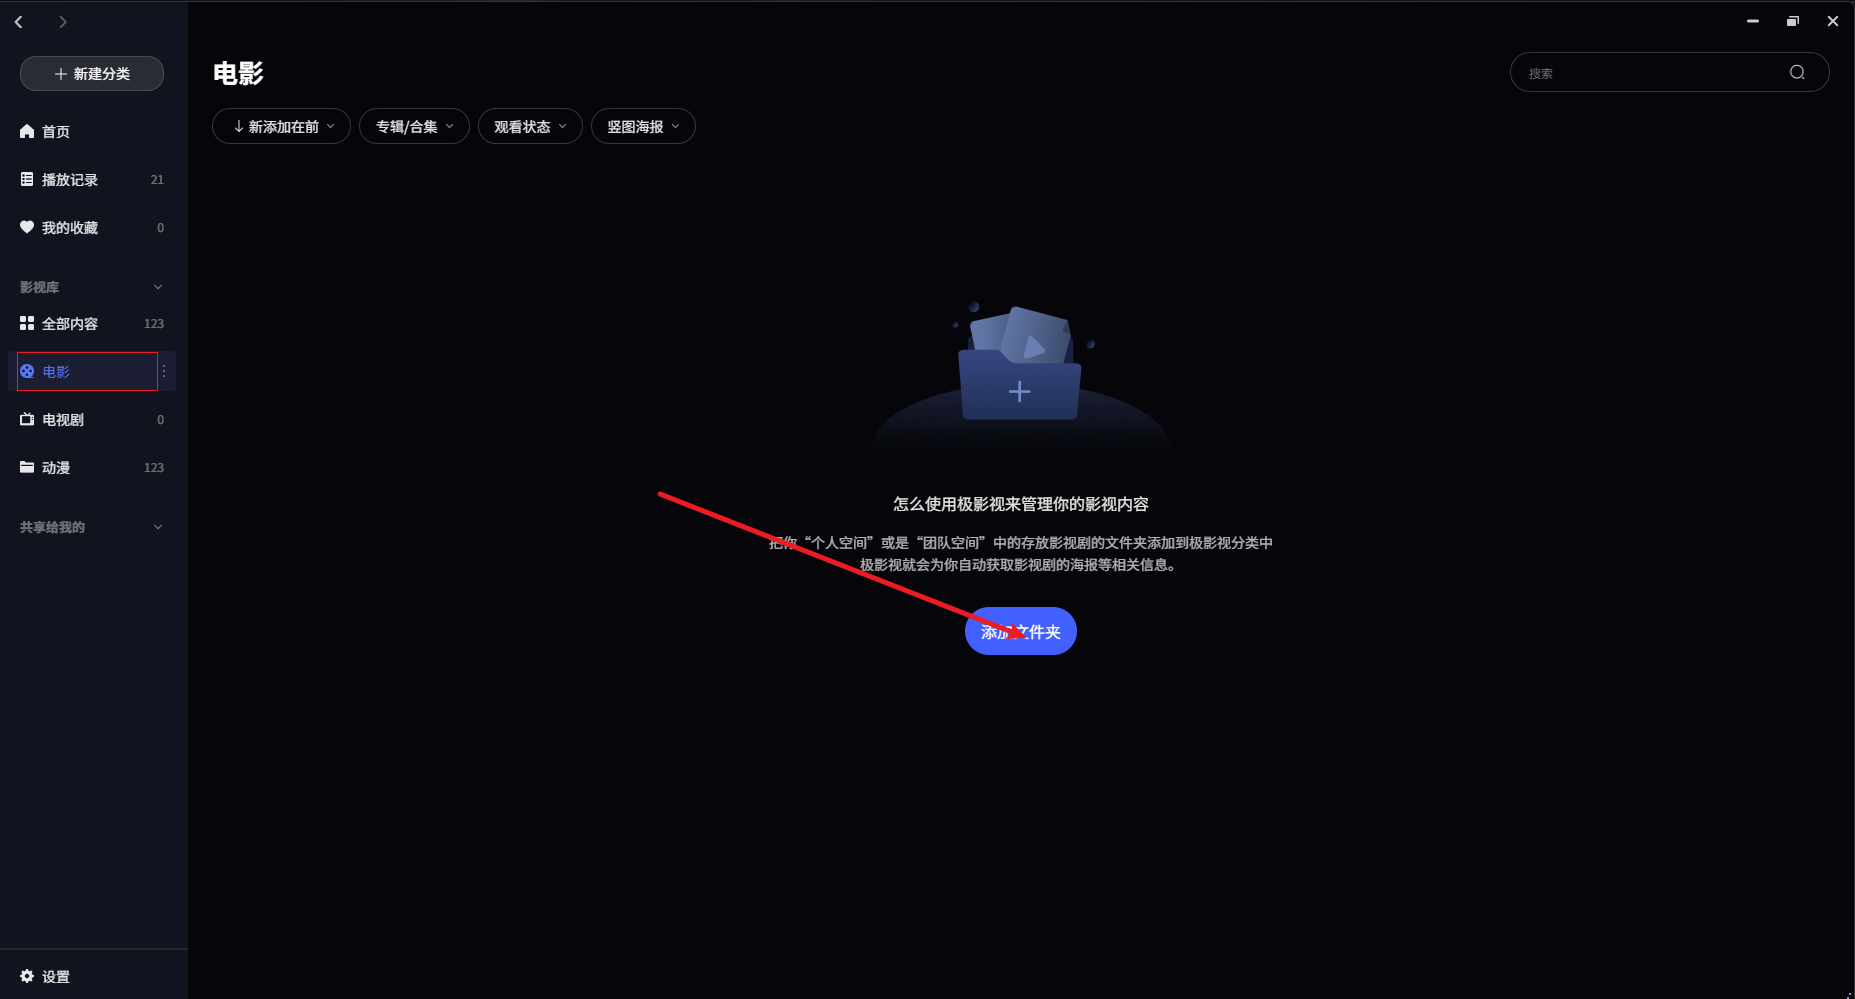 新建分类
首页
播放记录 21
我的收藏 0
影视库
全部内容 123
电影
电视剧 0
动漫 123
共享给我的
设置
电影
搜索
新添加在前
专辑/合集
观看状态
竖图海报
怎么使用极影视来管理你的影视内容
把你“个人空间”或是“团队空间”中的存放影视剧的文件夹添加到极影视分类中
极影视就会为你自动获取影视剧的海报等相关信息。
添加文件夹